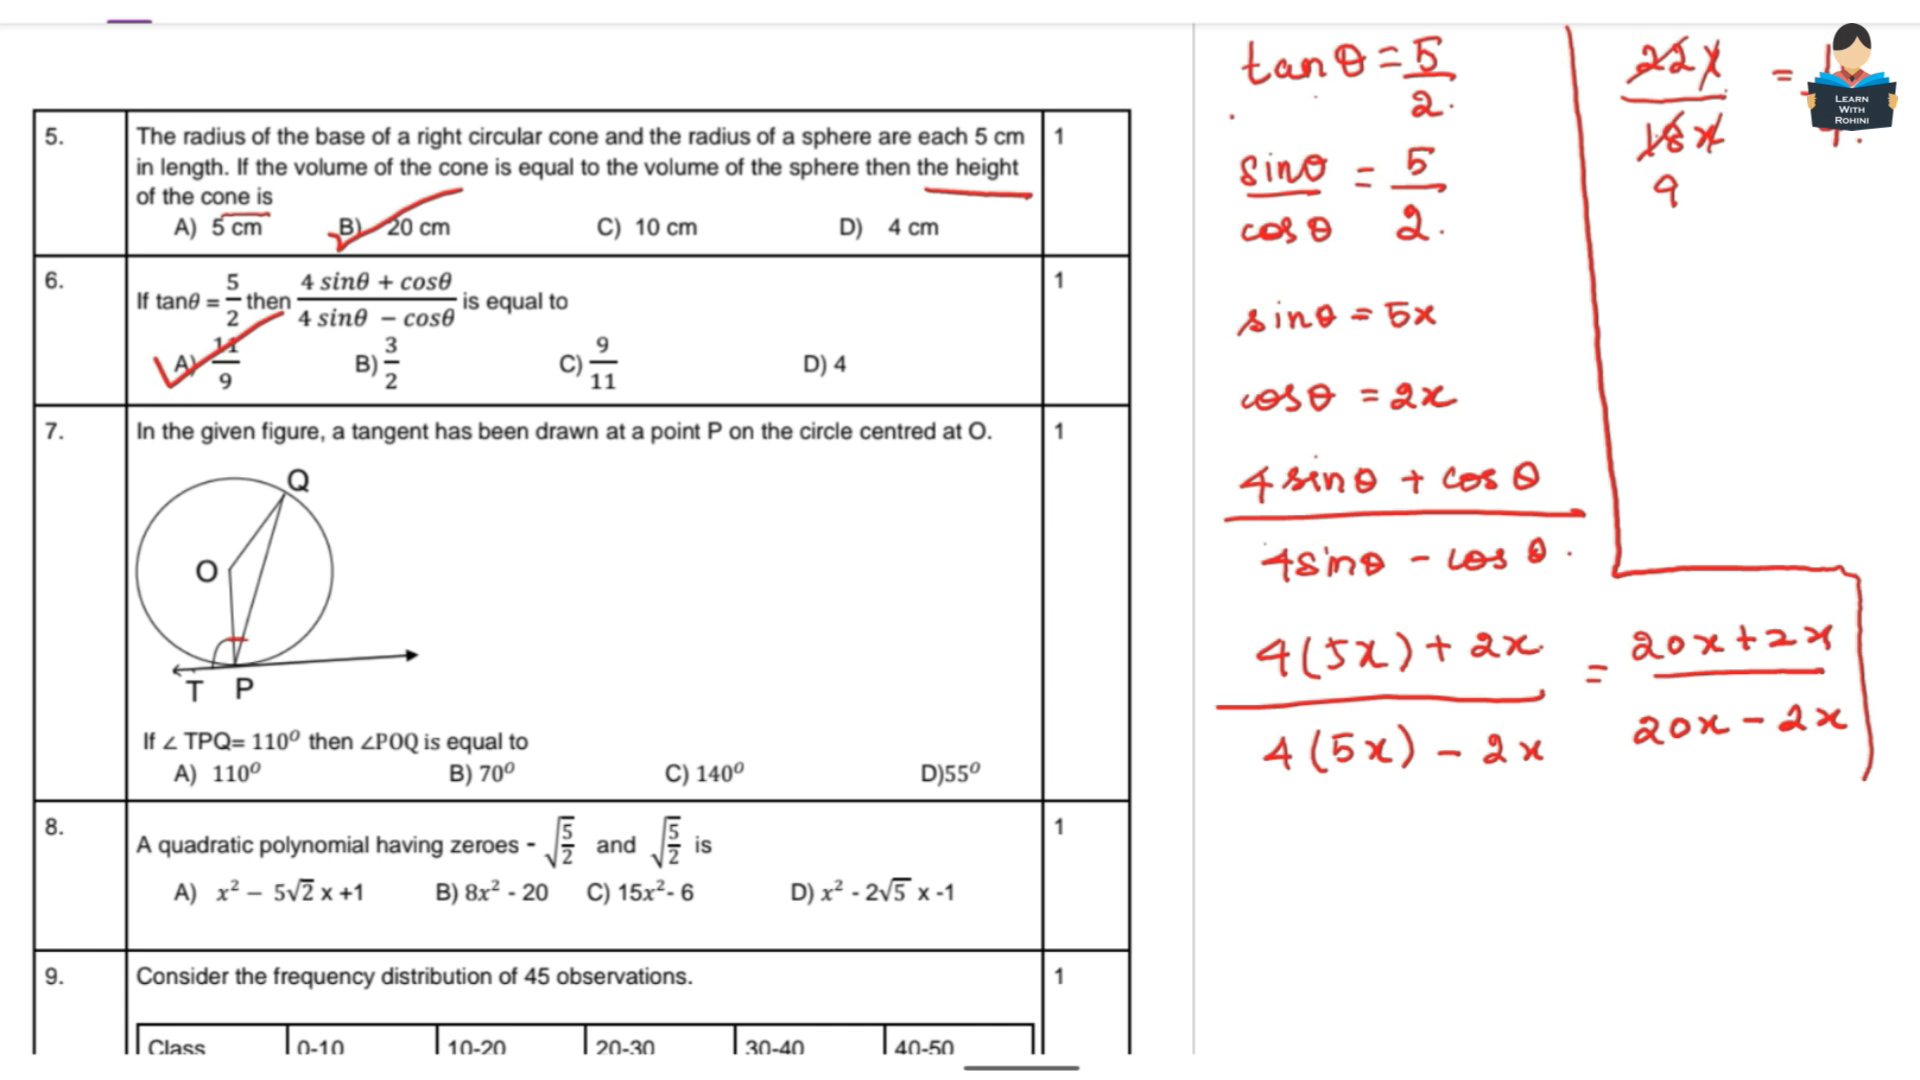 5. The radius of the base of a right circular cone and the radius of a sphere are each 5 cm 1
in length. If the volume of the cone is equal to the volume of the sphere then the height
of the cone is
A) 5 cm B) 20 cm C) 10 cm D) 4 cm
6. If tanθ = 5/2 then (4 sinθ + cosθ)/(4 sinθ − cosθ) is equal to 1
A) 11/9 B) 3/2 C) 9/11 D) 4
7. In the given figure, a tangent has been drawn at a point P on the circle centred at O. 1
Q
O
T P
If ∠ TPQ= 110⁰ then ∠POQ is equal to
A) 110⁰ B) 70⁰ C) 140⁰ D)55⁰
8. A quadratic polynomial having zeroes - √(5/2) and √(5/2) is 1
A) x² − 5√2 x +1 B) 8x² - 20 C) 15x²- 6 D) x² - 2√5 x -1
9. Consider the frequency distribution of 45 observations. 1
Class 0-10 10-20 20-30 30-40 40-50
tanθ = 5/2.
sinθ/cosθ = 5/2.
sinθ = 5x
cosθ = 2x
4sinθ + cosθ
4sinθ - cosθ.
4(5x) + 2x = 20x+2x
4(5x) - 2x 20x-2x
22x =
18x
9
LEARN
WITH
ROHINI